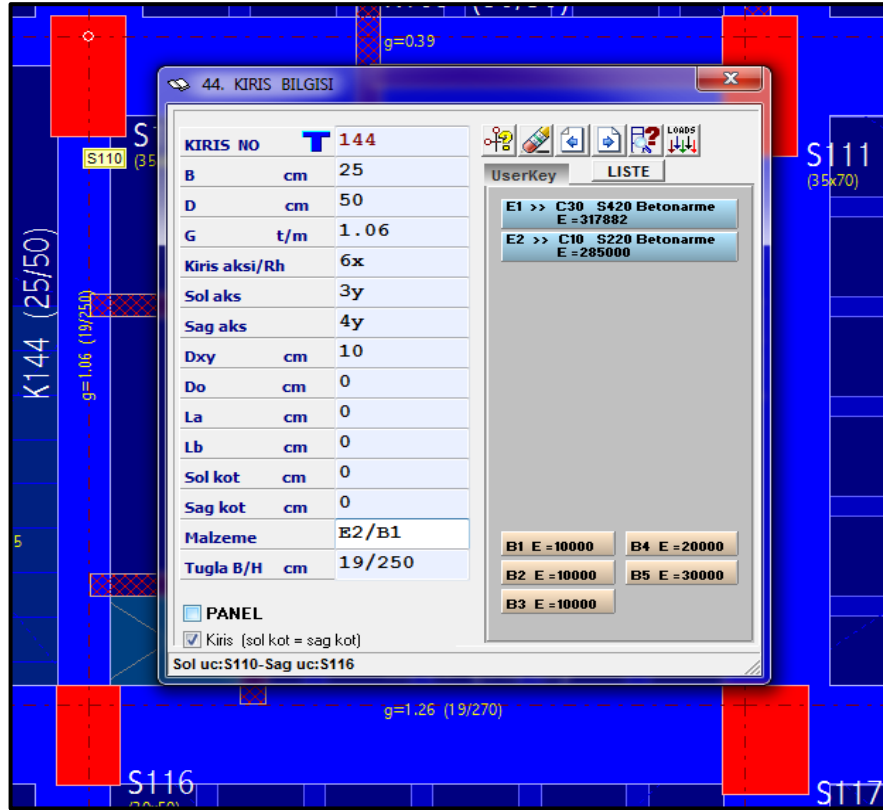 g=0.39
44. KIRIS BILGISI
S110
(35
S111
(35x70)
KIRIS NO T 144
B cm 25
D cm 50
G t/m 1.06
Kiris aksi/Rh 6x
Sol aks 3y
Sag aks 4y
Dxy cm 10
Do cm 0
La cm 0
Lb cm 0
Sol kot cm 0
Sag kot cm 0
Malzeme E2/B1
Tugla B/H cm 19/250
PANEL
Kiris (sol kot = sag kot)
Sol uc:S110-Sag uc:S116
LOADS
UserKey LISTE
E1 >> C30 S420 Betonarme
E =317882
E2 >> C10 S220 Betonarme
E =285000
B1 E =10000 B4 E =20000
B2 E =10000 B5 E =30000
B3 E =10000
K144 (25/50)
g=1.06 (19/250)
5
g=1.26 (19/270)
S116
S117